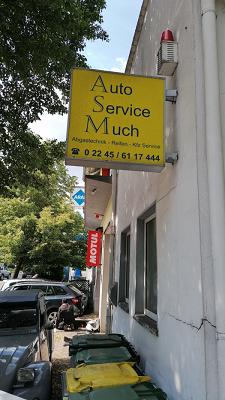 Auto
Service
Much
Abgastechnik - Reifen - Kfz Service
☎ 0 22 45 / 61 17 444
MOTUL